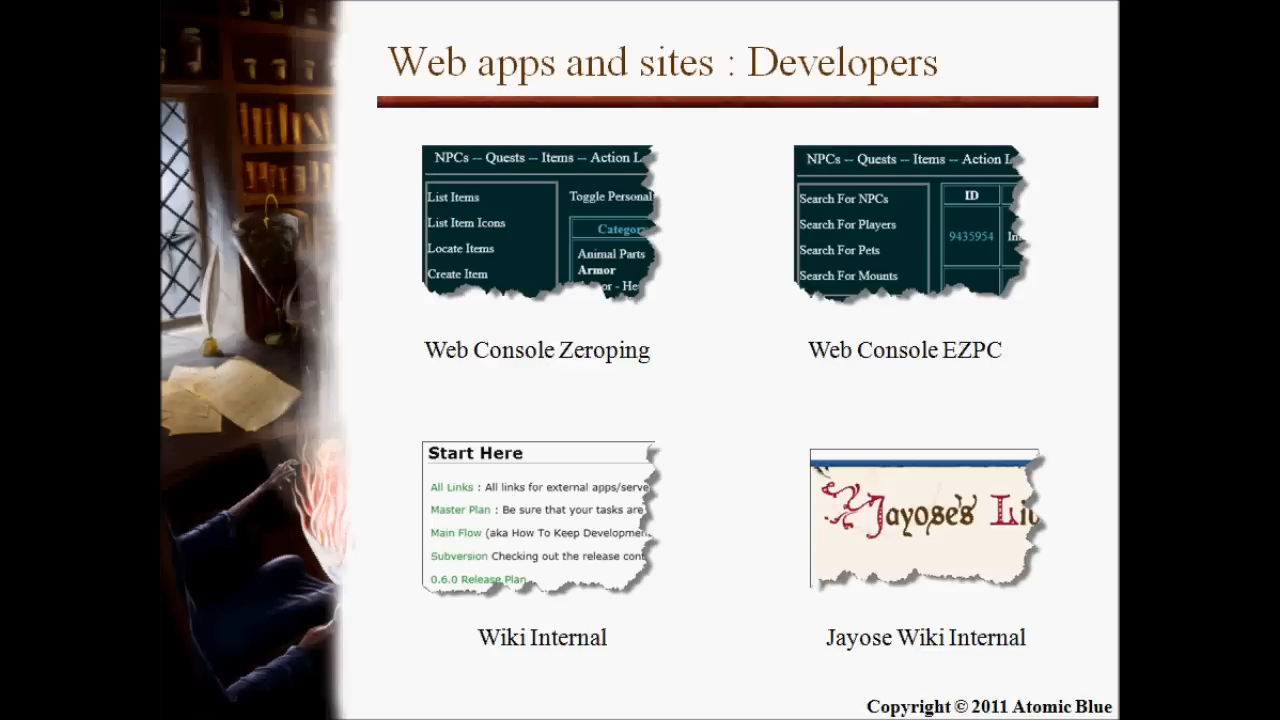 Web apps and sites : Developers
NPCs -- Quests -- Items -- Action
List Items
List Item Icons
Locate Items
Create Item
Toggle Personal
Animal Parts
Armor
Web Console Zeroping
NPCs -- Quests -- Items -- Action
Search For NPCs
Search For Players
Search For Pets
Search For Mounts
ID
9435954
Web Console EZPC
Start Here
All Links : All links for external apps/serve
Master Plan : Be sure that your tasks are
Main Flow (aka How To Keep Developmen
Subversion Checking out the release cont
0.6.0 Release Plan
Wiki Internal
Jayose's
Jayose Wiki Internal
Copyright © 2011 Atomic Blue